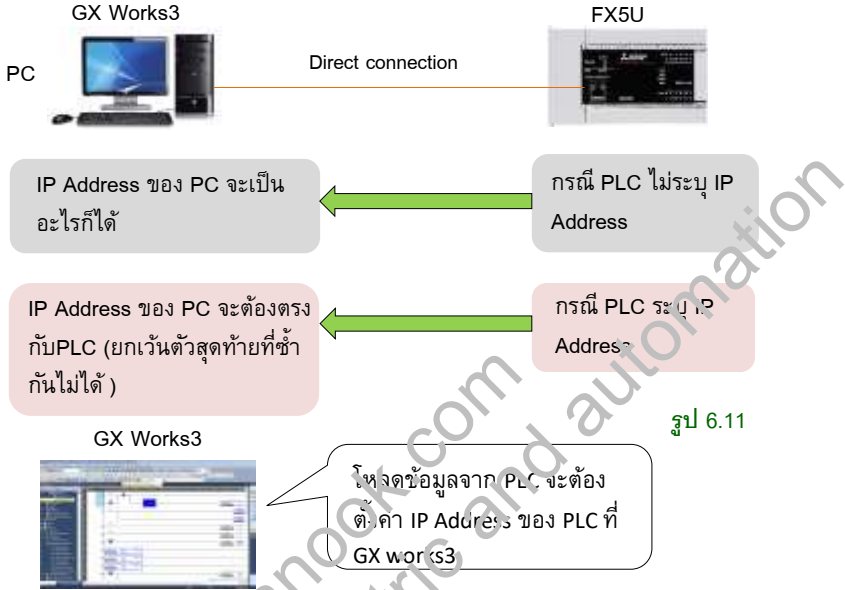 GX Works3
FX5U
PC
Direct connection
IP Address ของ PC จะเป็น
อะไรก็ได้
กรณี PLC ไม่ระบุ IP
Address
IP Address ของ PC จะต้องตรง
กับPLC (ยกเว้นตัวสุดท้ายที่ซ้ำ
กันไม่ได้ )
กรณี PLC ระบุ IP
Address
รูป 6.11
GX Works3
โหลดข้อมูลจาก PLC จะต้อง
ตั้งค่า IP Address ของ PLC ที่
GX works3
and automation